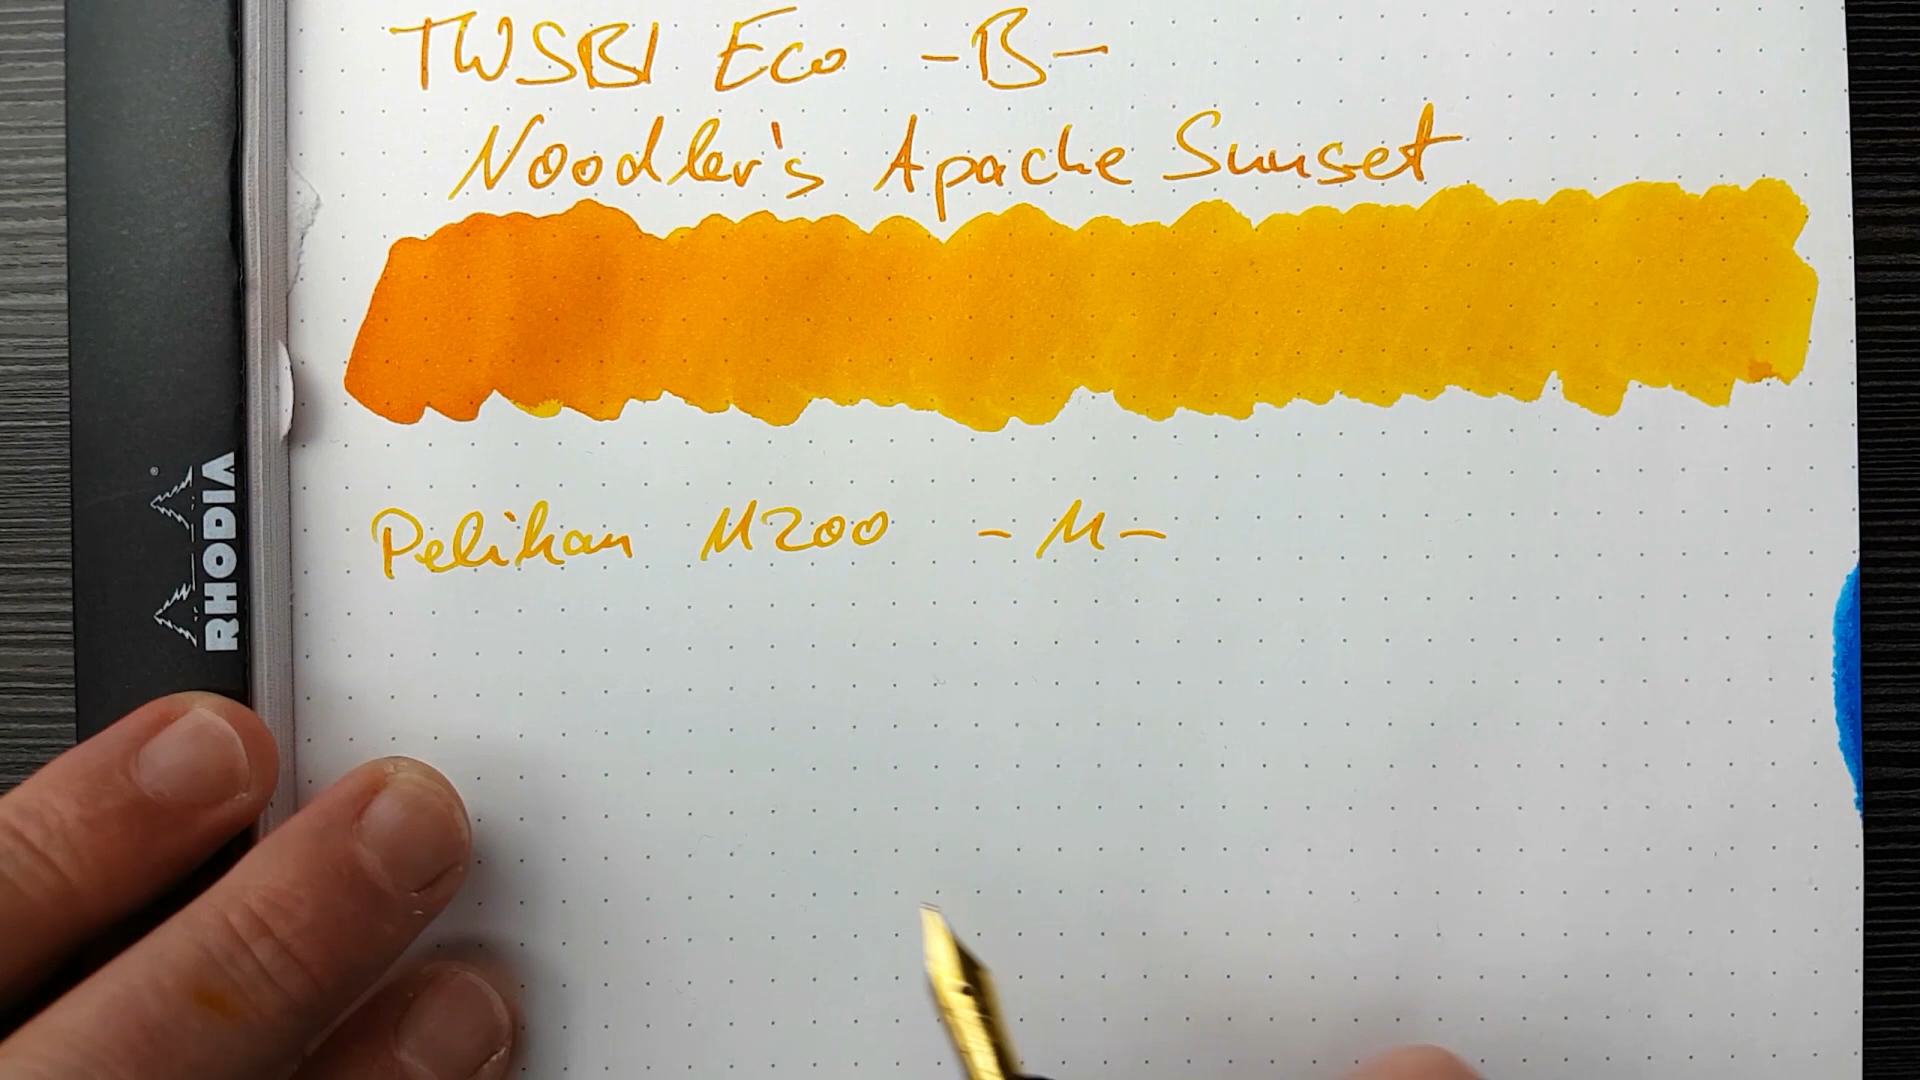 TWSBI Eco -B-
Noodler's Apache Sunset
Pelikan M200 -M-
RHODIA